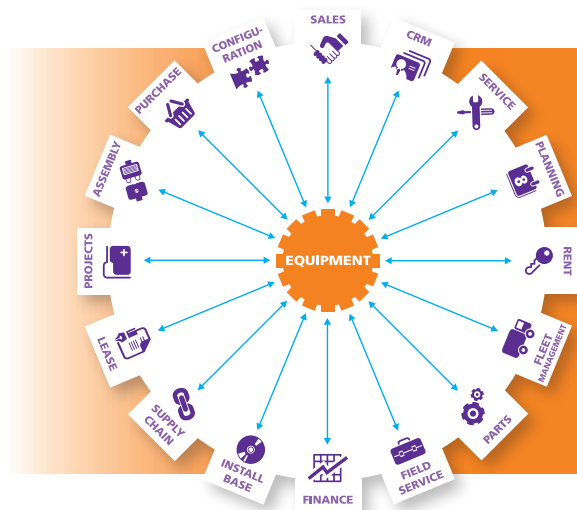 SALES
CRM
SERVICE
PLANNING
RENT
FLEET
MANAGEMENT
PARTS
FIELD
SERVICE
FINANCE
INSTALL
BASE
SUPPLY
CHAIN
LEASE
PROJECTS
ASSEMBLY
PURCHASE
CONFIGU-
RATION
EQUIPMENT
8